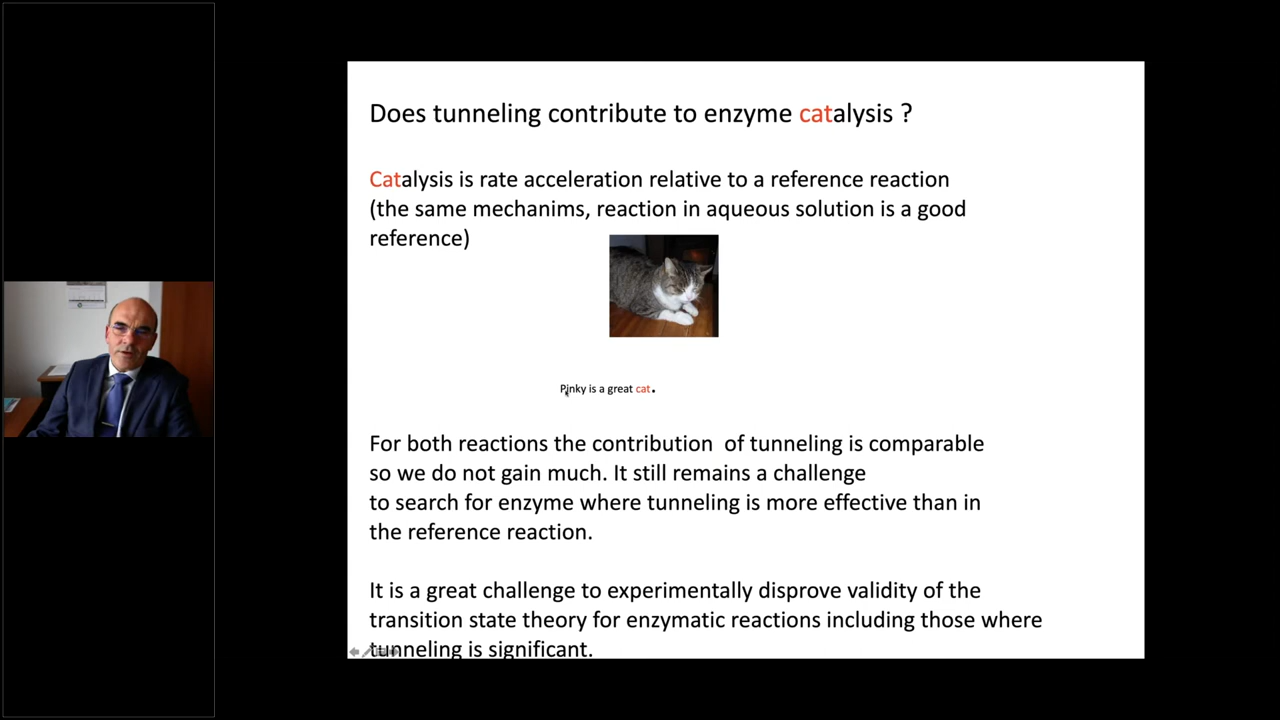 Does tunneling contribute to enzyme catalysis ?
Catalysis is rate acceleration relative to a reference reaction
(the same mechanims, reaction in aqueous solution is a good
reference)
Pinky is a great cat.
For both reactions the contribution of tunneling is comparable
so we do not gain much. It still remains a challenge
to search for enzyme where tunneling is more effective than in
the reference reaction.
It is a great challenge to experimentally disprove validity of the
transition state theory for enzymatic reactions including those where
tunneling is significant.